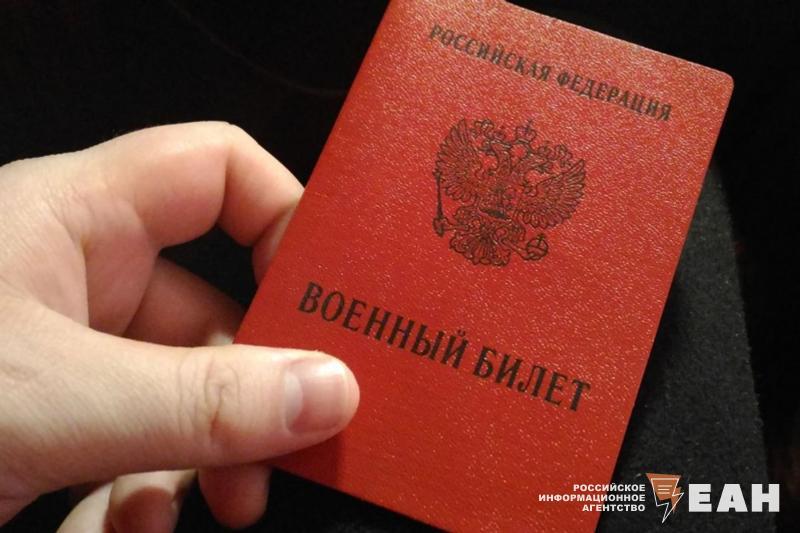 РОССИЙСКАЯ ФЕДЕРАЦИЯ
ВОЕННЫЙ БИЛЕТ
РОССИЙСКОЕ
ИНФОРМАЦИОННОЕ
АГЕНТСТВО
ЕАН